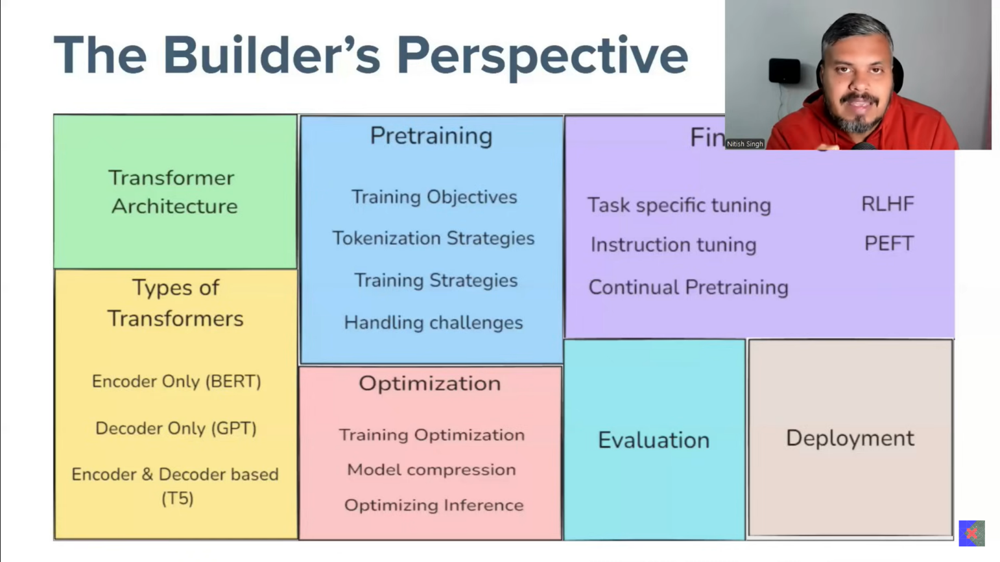 The Builder's Perspective
Nitish Singh
Transformer
Architecture
Types of
Transformers
Encoder Only (BERT)
Decoder Only (GPT)
Encoder & Decoder based
(T5)
Pretraining
Training Objectives
Tokenization Strategies
Training Strategies
Handling challenges
Optimization
Training Optimization
Model compression
Optimizing Inference
Task specific tuning
RLHF
Instruction tuning
PEFT
Continual Pretraining
Evaluation
Deployment